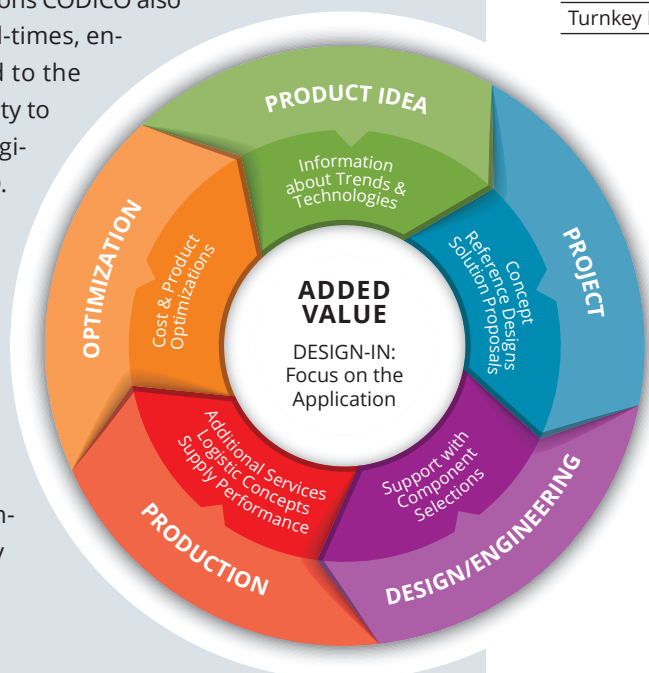 ons CODICO also
-times, en-
d to the
ty to
gi-
Turnkey
PRODUCT IDEA
Information
about Trends &
Technologies
PROJECT
Concept
Reference Designs
Solution Proposals
DESIGN/ENGINEERING
Support with
Component
Selections
PRODUCTION
Additional Services
Logistic Concepts
Supply Performance
OPTIMIZATION
Cost & Product
Optimizations
ADDED
VALUE
DESIGN-IN:
Focus on the
Application